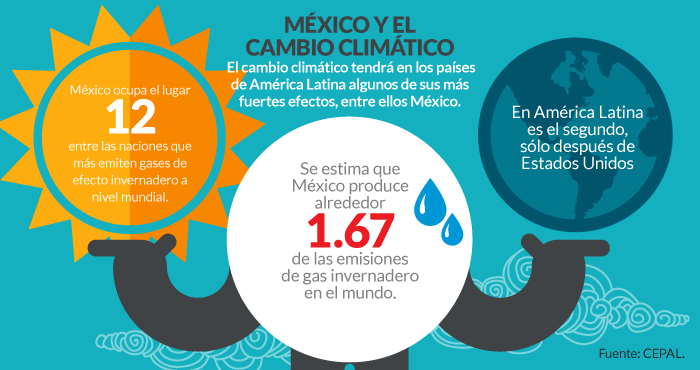 MÉXICO Y EL
CAMBIO CLIMÁTICO
El cambio climático tendrá en los países
de América Latina algunos de sus más
fuertes efectos, entre ellos México.
México ocupa el lugar
12
entre las naciones que
más emiten gases de
efecto invernadero a
nivel mundial.
Se estima que
México produce
alrededor
1.67
de las emisiones
de gas invernadero
en el mundo.
En América Latina
es el segundo,
sólo después de
Estados Unidos
Fuente: CEPAL.